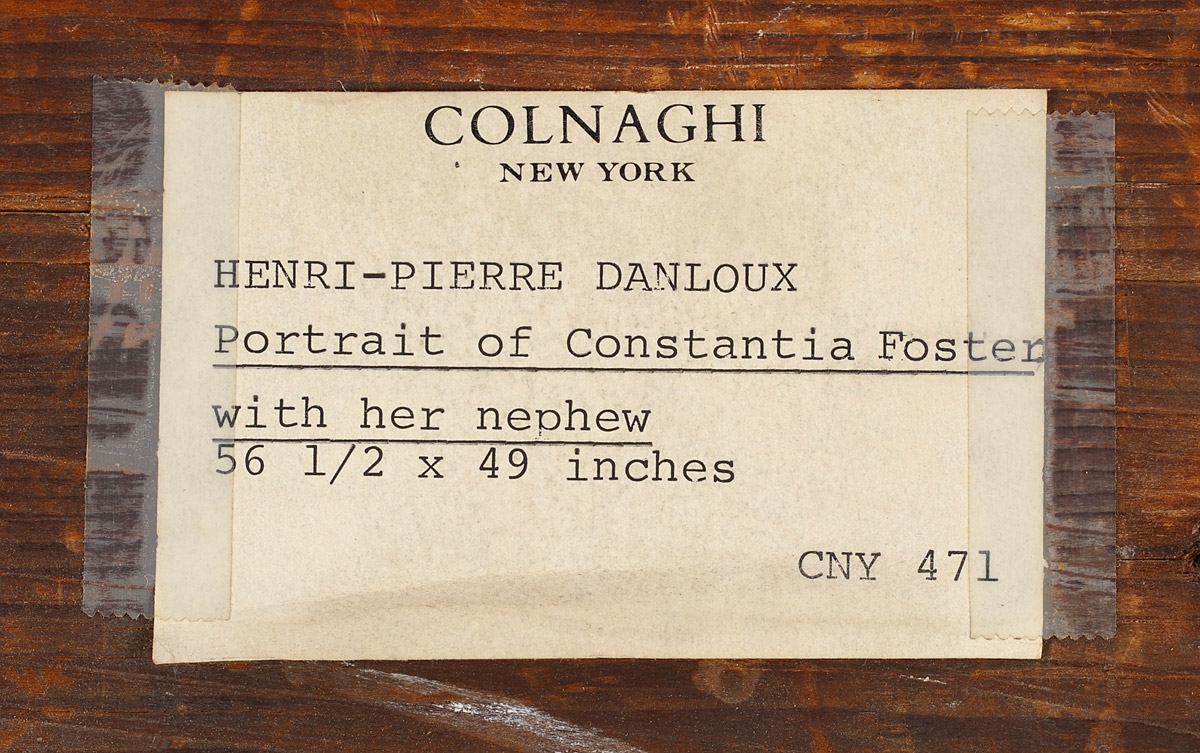 COLNAGHI
NEW YORK
HENRI-PIERRE DANLOUX
Portrait of Constantia Foster
with her nephew
56 1/2 x 49 inches
CNY 471